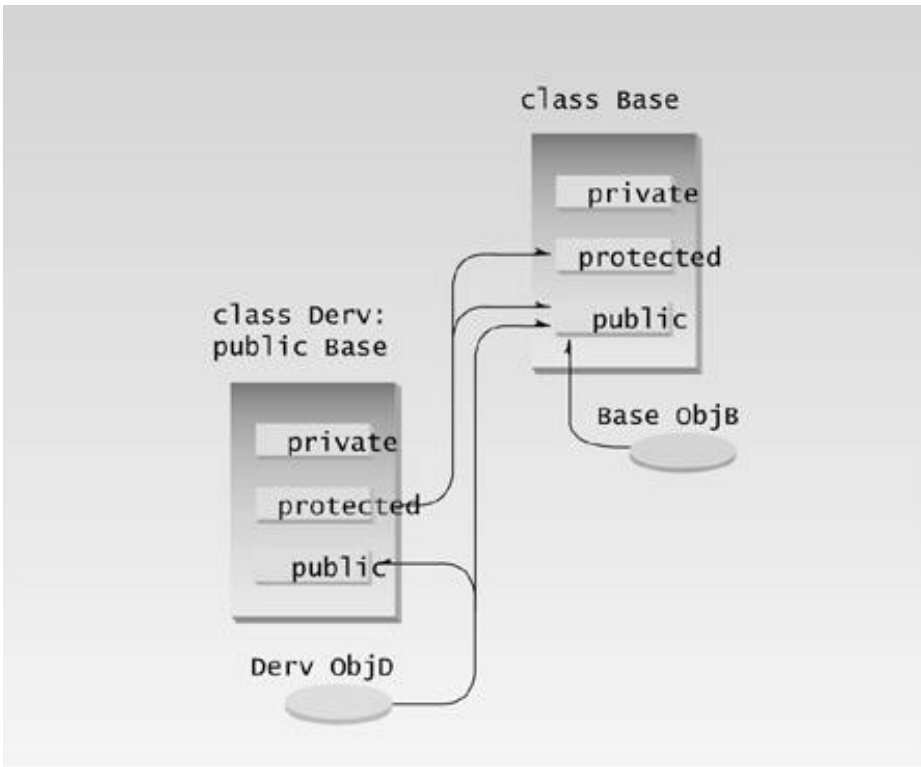 class Base
private
protected
public
Base ObjB
class Derv:
public Base
private
protected
public
Derv ObjD